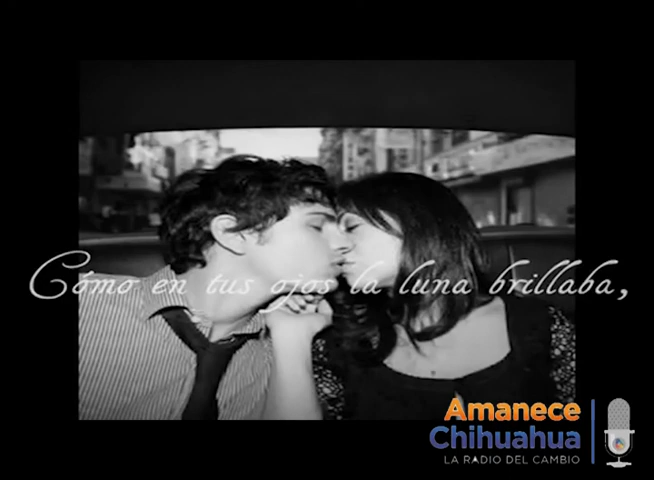 Cómo en tus ojos la luna brillaba,
Amanece
Chihuahua
LA RADIO DEL CAMBIO